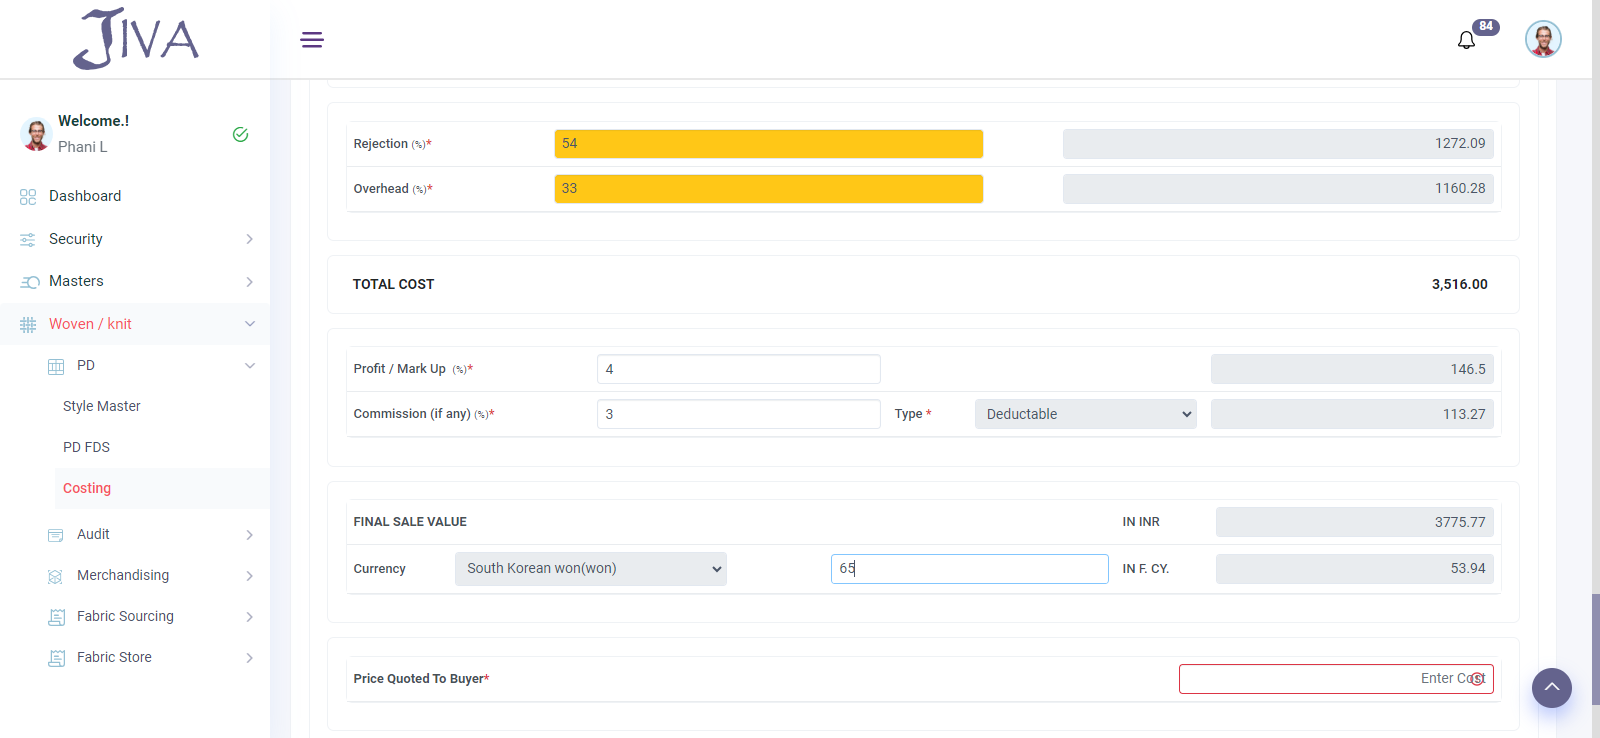 JIVA
84
Welcome.!
Phani L
Dashboard
Security
Masters
Woven / knit
PD
Style Master
PD FDS
Costing
Audit
Merchandising
Fabric Sourcing
Fabric Store
Rejection (%)* 54 1272.09
Overhead (%)* 33 1160.28
TOTAL COST 3,516.00
Profit / Mark Up (%)* 4 146.5
Commission (if any) (%)* 3 Type * Deductable 113.27
FINAL SALE VALUE IN INR 3775.77
Currency South Korean won(won) 65 IN F. CY. 53.94
Price Quoted To Buyer* Enter Cost